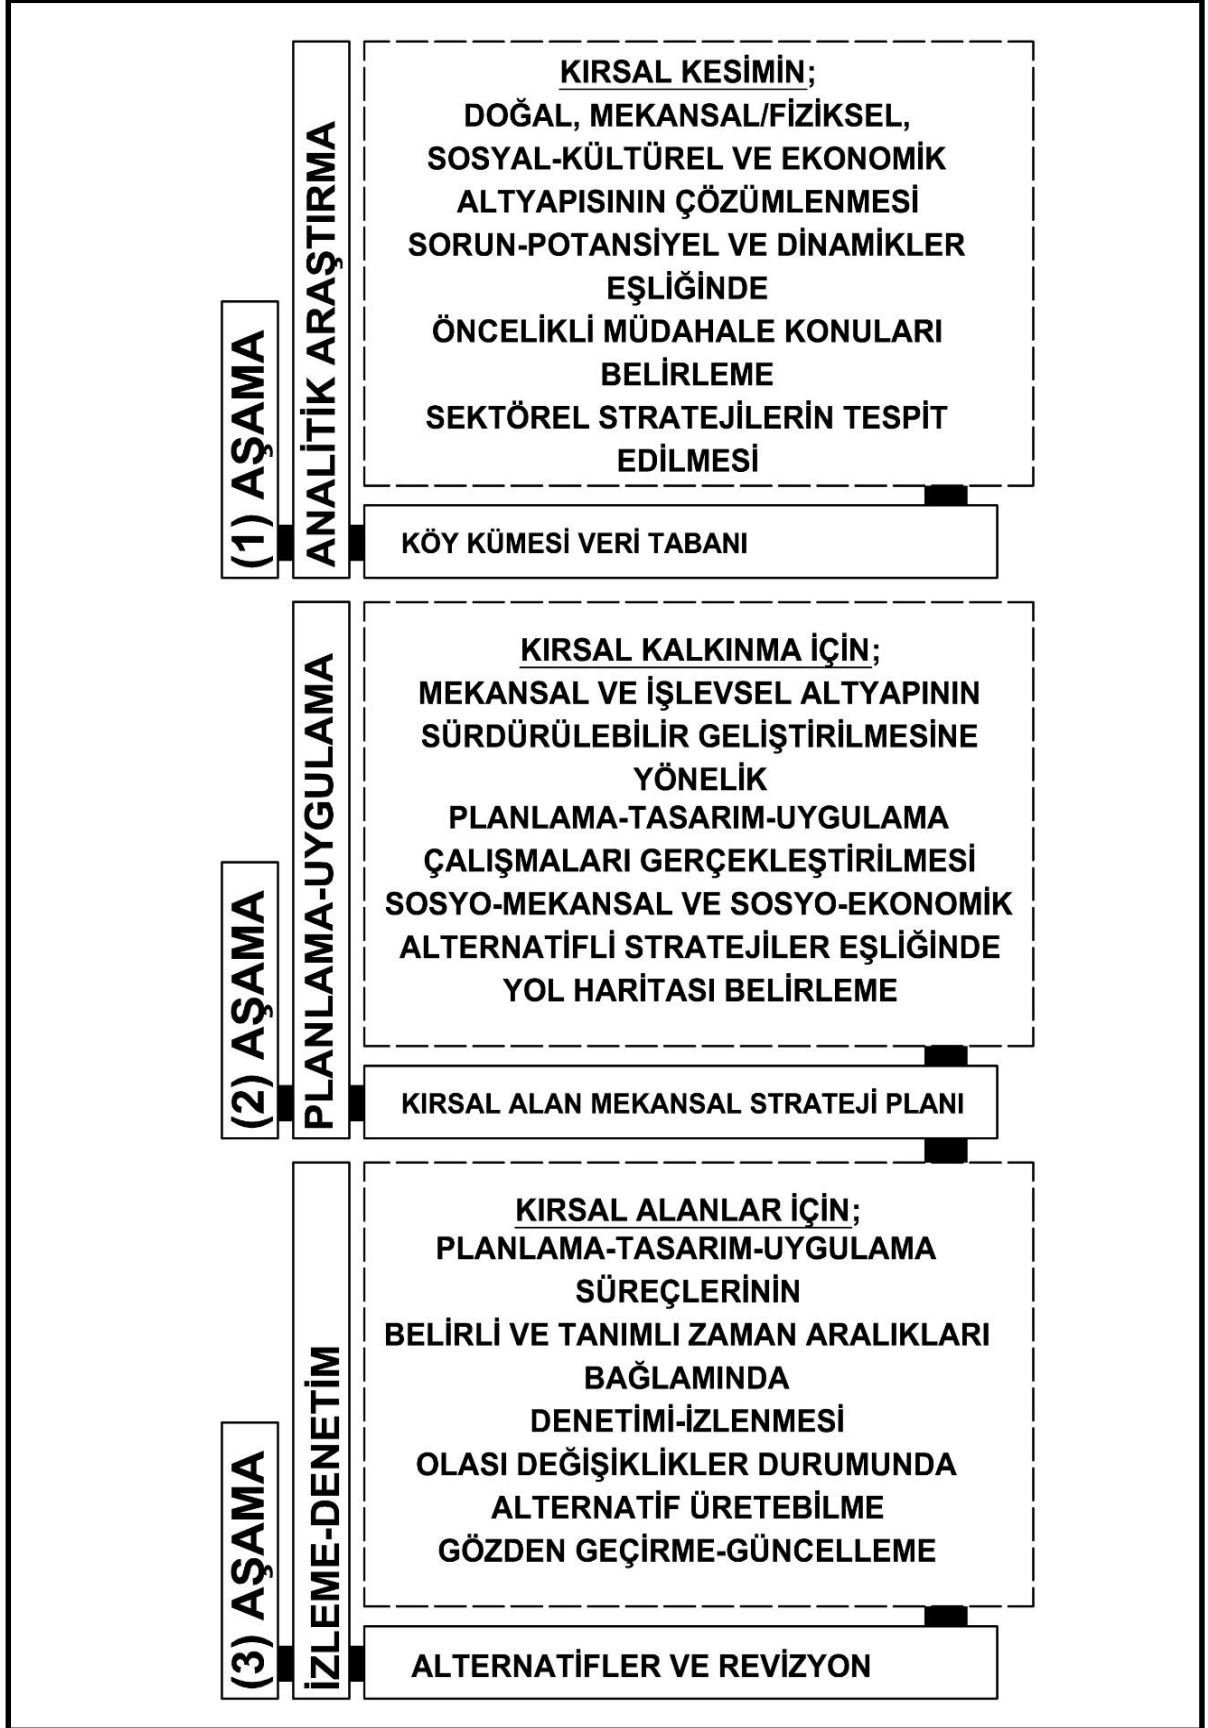 (1) AŞAMA
ANALİTİK ARAŞTIRMA
KIRSAL KESİMİN;
DOĞAL, MEKANSAL/FİZİKSEL,
SOSYAL-KÜLTÜREL VE EKONOMİK
ALTYAPISININ ÇÖZÜMLENMESİ
SORUN-POTANSİYEL VE DİNAMİKLER
EŞLİĞİNDE
ÖNCELİKLİ MÜDAHALE KONULARI
BELİRLEME
SEKTÖREL STRATEJİLERİN TESPİT
EDİLMESİ
KÖY KÜMESİ VERİ TABANI
(2) AŞAMA
PLANLAMA-UYGULAMA
KIRSAL KALKINMA İÇİN;
MEKANSAL VE İŞLEVSEL ALTYAPININ
SÜRDÜRÜLEBİLİR GELİŞTİRİLMESİNE
YÖNELİK
PLANLAMA-TASARIM-UYGULAMA
ÇALIŞMALARI GERÇEKLEŞTİRİLMESİ
SOSYO-MEKANSAL VE SOSYO-EKONOMİK
ALTERNATİFLİ STRATEJİLER EŞLİĞİNDE
YOL HARİTASI BELİRLEME
KIRSAL ALAN MEKANSAL STRATEJİ PLANI
(3) AŞAMA
İZLEME-DENETİM
KIRSAL ALANLAR İÇİN;
PLANLAMA-TASARIM-UYGULAMA
SÜREÇLERİNİN
BELİRLİ VE TANIMLI ZAMAN ARALIKLARI
BAĞLAMINDA
DENETİMİ-İZLENMESİ
OLASI DEĞİŞİKLİKLER DURUMUNDA
ALTERNATİF ÜRETEBİLME
GÖZDEN GEÇİRME-GÜNCELLEME
ALTERNATİFLER VE REVİZYON